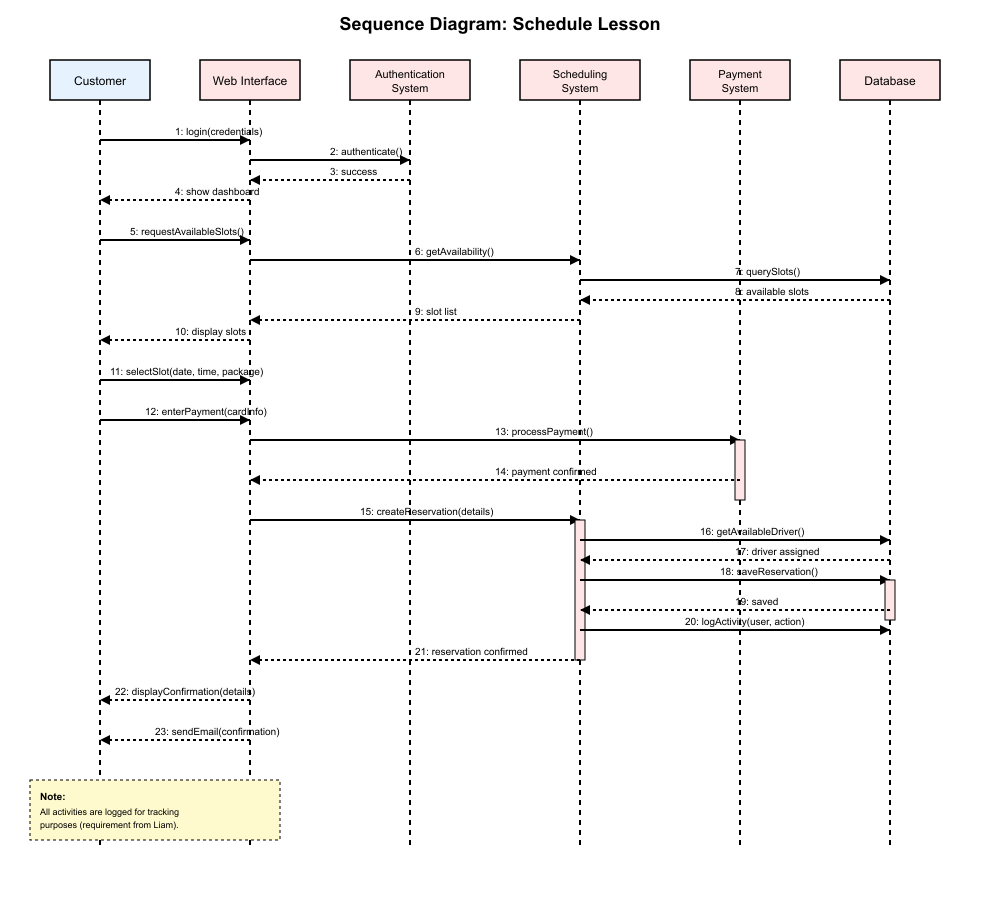 Sequence Diagram: Schedule Lesson
Customer
Web Interface
Authentication
System
Scheduling
System
Payment
System
Database
1: login(credentials)
2: authenticate()
3: success
4: show dashboard
5: requestAvailableSlots()
6: getAvailability()
7: querySlots()
8: available slots
9: slot list
10: display slots
11: selectSlot(date, time, package)
12: enterPayment(cardInfo)
13: processPayment()
14: payment confirmed
15: createReservation(details)
16: getAvailableDriver()
17: driver assigned
18: saveReservation()
19: saved
20: logActivity(user, action)
21: reservation confirmed
22: displayConfirmation(details)
23: sendEmail(confirmation)
Note:
All activities are logged for tracking
purposes (requirement from Liam).